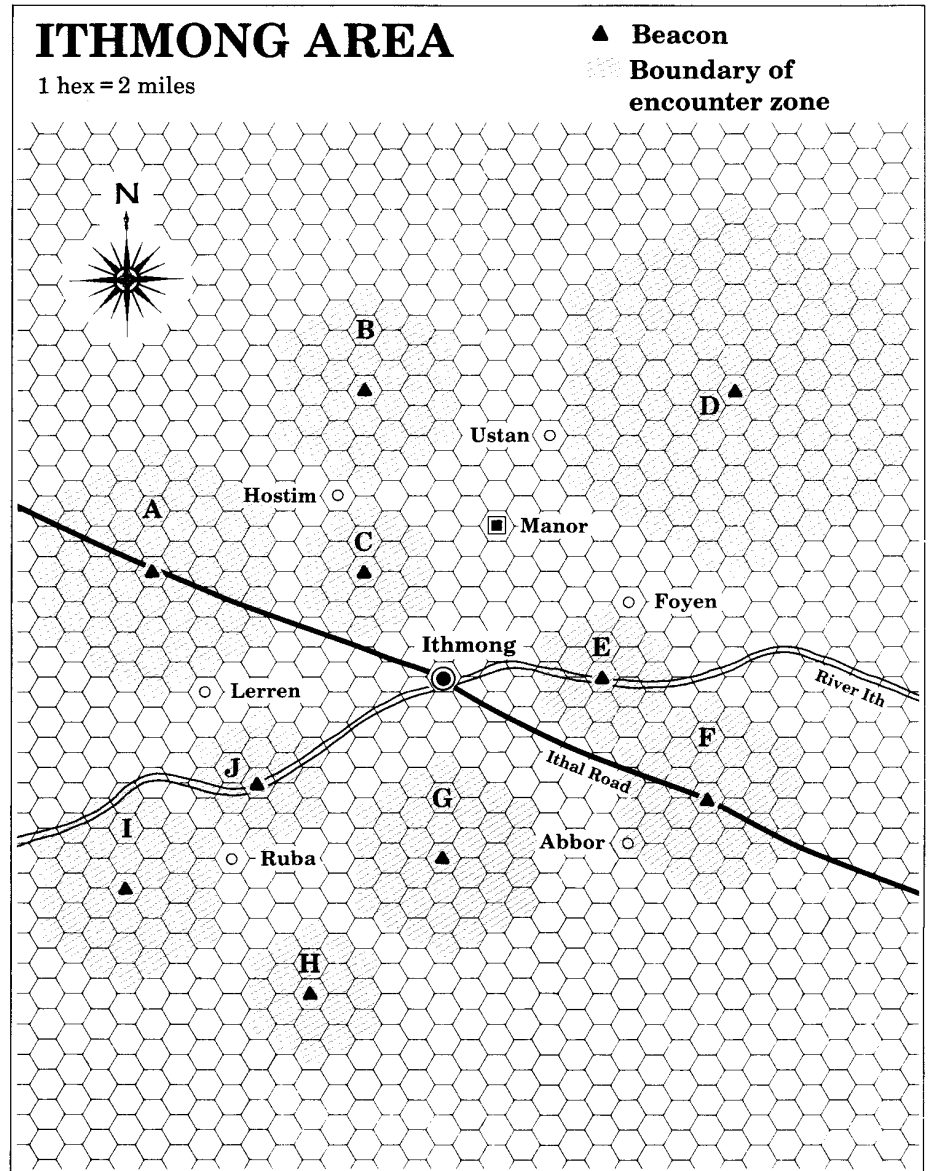 ITHMONG AREA
1 hex = 2 miles
Beacon
Boundary of
encounter zone
N
B
D
Ustan
Hostim
A
Manor
C
Foyen
Ithmong
E
Lerren
River Ith
F
J
Ithal Road
G
I
Abbor
Ruba
H